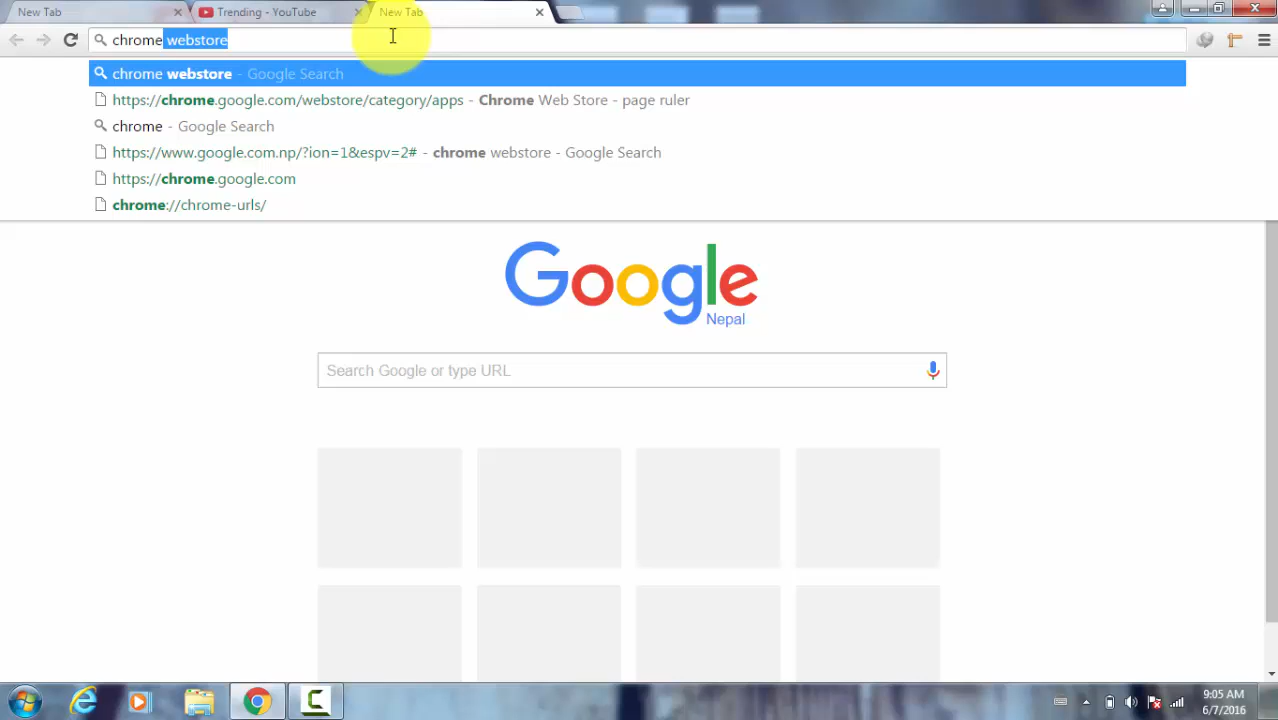 New Tab
Trending - YouTube
New Tab
chrome webstore
chrome webstore - Google Search
https://chrome.google.com/webstore/category/apps - Chrome Web Store - page ruler
chrome - Google Search
https://www.google.com.np/?ion=1&espv=2# - chrome webstore - Google Search
https://chrome.google.com
chrome://chrome-urls/
Google
Nepal
Search Google or type URL
9:05 AM
6/7/2016